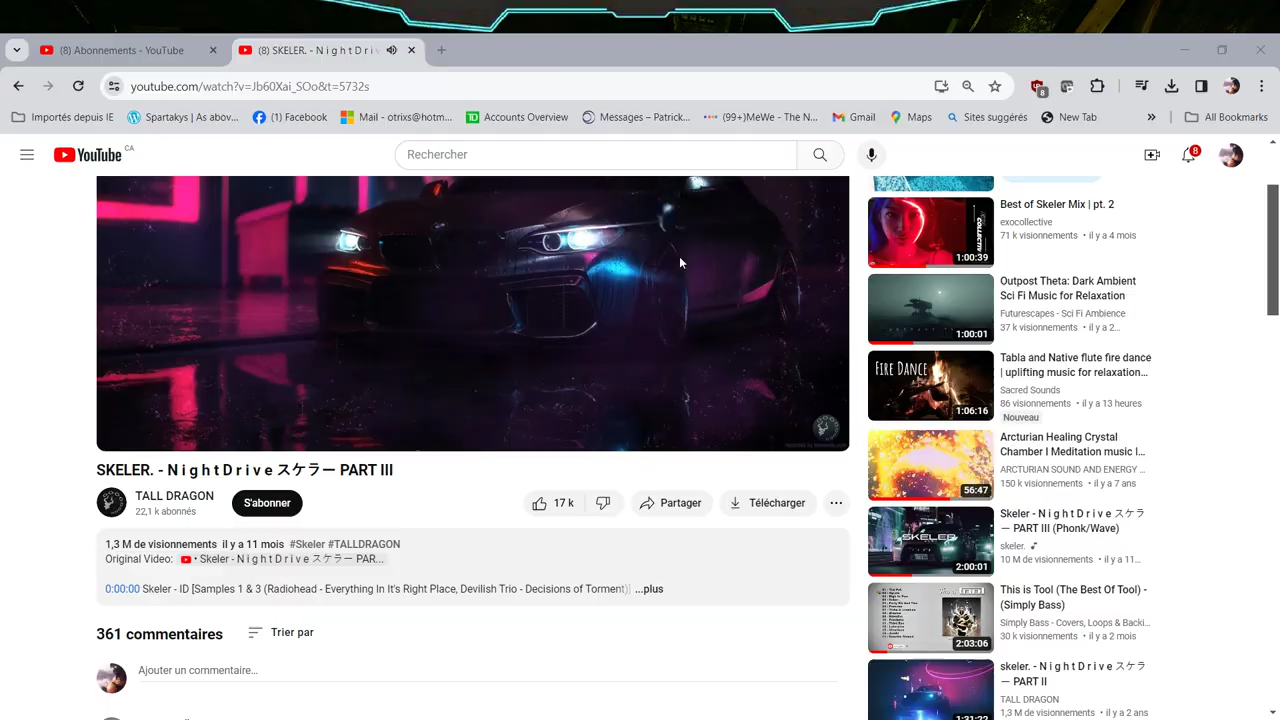 (8) Abonnements - YouTube
(8) SKELER. - N i g h t D r i v
youtube.com/watch?v=Jb60Xai_SOo&t=5732s
8
Importés depuis IE
Spartakys | As abov...
(1) Facebook
Mail - otrixs@hotm...
TD
Accounts Overview
Messages – Patrick...
(99+)MeWe - The N...
Gmail
Maps
Sites suggérés
New Tab
»
All Bookmarks
YouTube CA
Rechercher
8
SKELER. - N i g h t D r i v e スケラー PART III
TALL DRAGON
22,1 k abonnés
S'abonner
17 k
Partager
Télécharger
1,3 M de visionnements il y a 11 mois #Skeler #TALLDRAGON
Original Video: • Skeler - N i g h t D r i v e スケラー PAR...
0:00:00 Skeler - ID(Samples 1 & 3 (Radiohead - Everything In It's Right Place, Devilish Trio - Decisions of Torment)) ...plus
361 commentaires
Trier par
Ajouter un commentaire...
1:00:39
Best of Skeler Mix | pt. 2
exocollective
71 k visionnements • il y a 4 mois
1:00:01
Outpost Theta: Dark Ambient
Sci Fi Music for Relaxation
Futurescapes - Sci Fi Ambience
37 k visionnements • il y a 2...
FIRE DANCE
1:06:16
Tabla and Native flute fire dance
| uplifting music for relaxation...
Sacred Sounds
86 visionnements • il y a 13 heures
Nouveau
56:47
Arcturian Healing Crystal
Chamber I Meditation music I...
ARCTURIAN SOUND AND ENERGY ...
150 k visionnements • il y a 7 ans
SKELER
2:00:01
Skeler - N i g h t D r i v e スケラ
ー PART III (Phonk/Wave)
skeler.
10 M de visionnements • il y a 11...
2:03:06
This is Tool (The Best Of Tool) -
(Simply Bass)
Simply Bass - Covers, Loops & Backi...
30 k visionnements • il y a 2 mois
1:31:22
skeler. - N i g h t D r i v e スケラ
ー PART II
TALL DRAGON
1,3 M de visionnements • il y a 2 ans